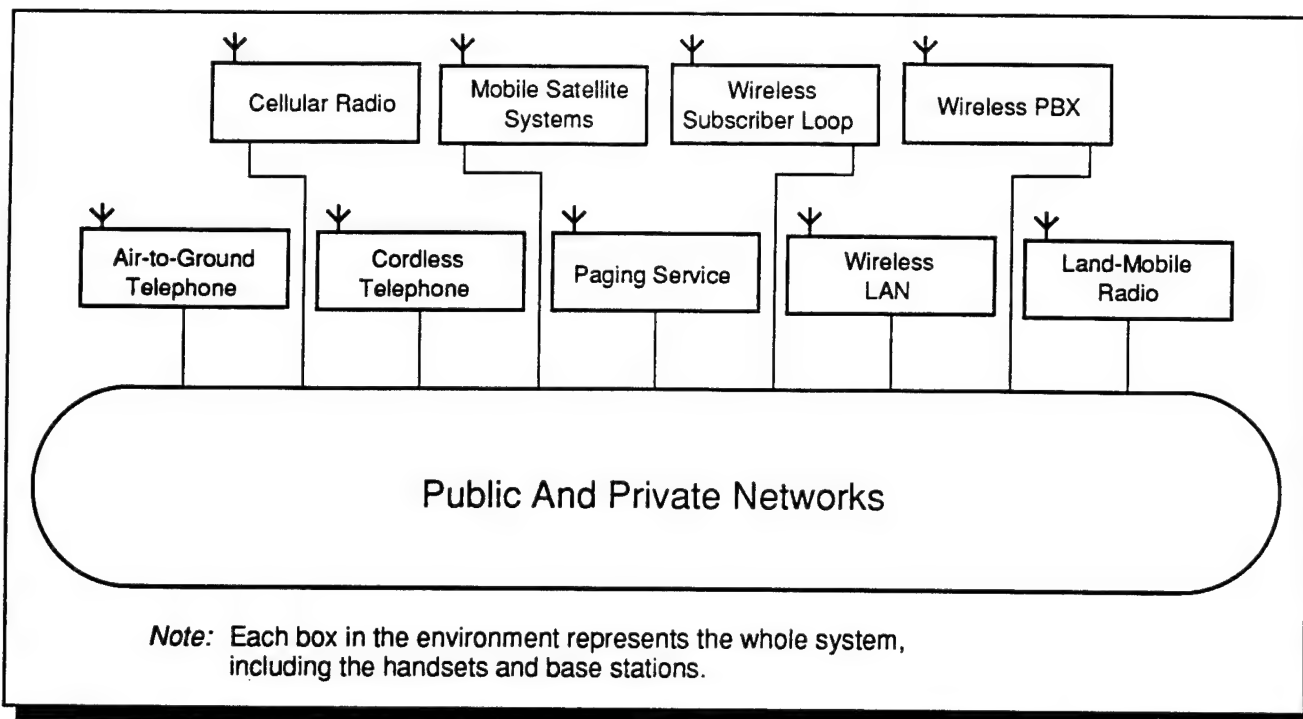 Cellular Radio
Mobile Satellite
Systems
Wireless
Subscriber Loop
Wireless PBX
Air-to-Ground
Telephone
Cordless
Telephone
Paging Service
Wireless
LAN
Land-Mobile
Radio
Public And Private Networks
Note: Each box in the environment represents the whole system,
including the handsets and base stations.